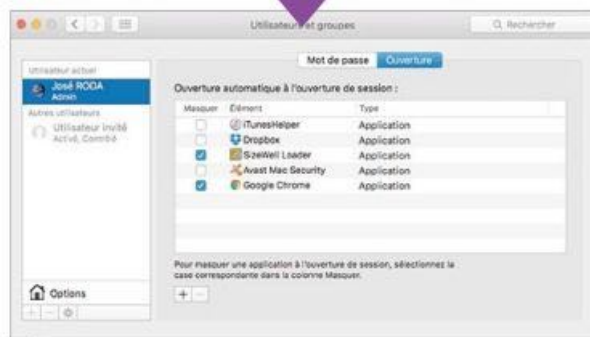 Utilisateurs et groupes
Rechercher
Mot de passe Ouverture
Utilisateur actuel
José RODA
Admin
Autres utilisateurs
Utilisateur invité
Activé, Contrôlé
Ouverture automatique à l'ouverture de session :
Masquer Élément Type
iTunesHelper Application
Dropbox Application
SizeWell Loader Application
Avast Mac Security Application
Google Chrome Application
Pour masquer une application à l'ouverture de session, sélectionnez la
case correspondante dans la colonne Masquer.
Options